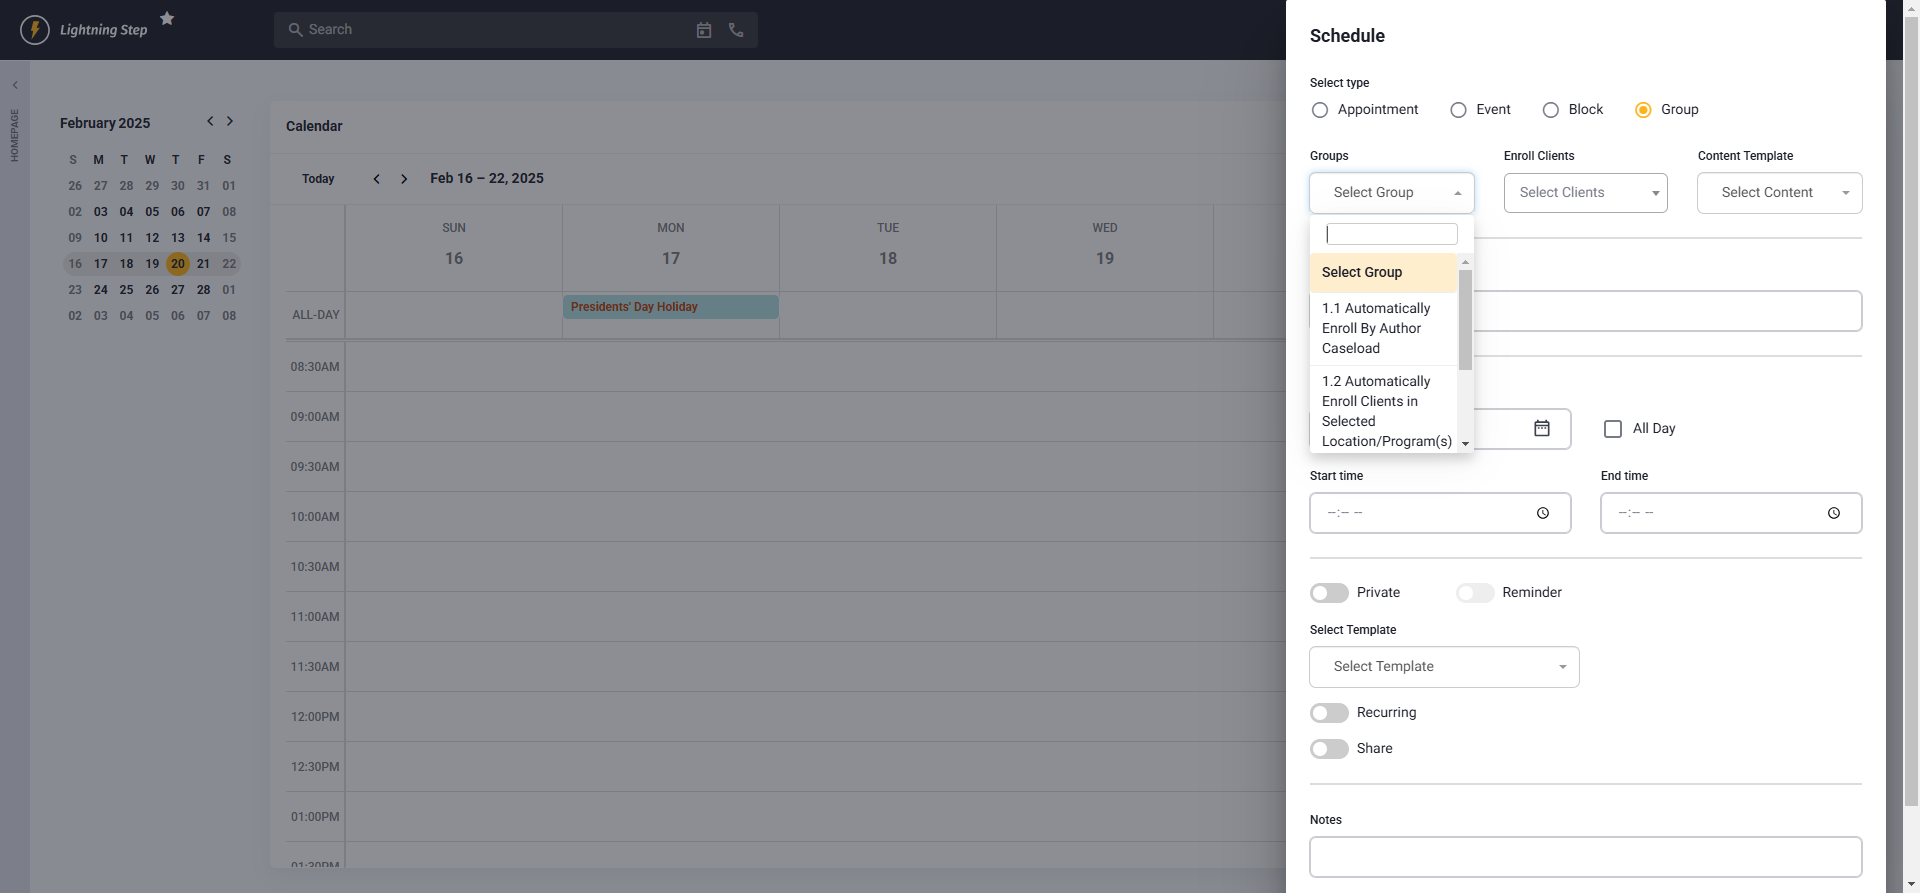 Lightning Step
Search
HOMEPAGE
February 2025
S M T W T F S
26 27 28 29 30 31 01
02 03 04 05 06 07 08
09 10 11 12 13 14 15
16 17 18 19 20 21 22
23 24 25 26 27 28 01
02 03 04 05 06 07 08
Calendar
Today
Feb 16 – 22, 2025
SUN MON TUE WED
16 17 18 19
ALL-DAY
Presidents' Day Holiday
08:30AM
09:00AM
09:30AM
10:00AM
10:30AM
11:00AM
11:30AM
12:00PM
12:30PM
01:00PM
01:30PM
Schedule
Select type
Appointment Event Block Group
Groups Enroll Clients Content Template
Select Group Select Clients Select Content
Select Group
1.1 Automatically
Enroll By Author
Caseload
1.2 Automatically
Enroll Clients in
Selected
Location/Program(s)
All Day
Start time End time
--:-- -- --:-- --
Private Reminder
Select Template
Select Template
Recurring
Share
Notes